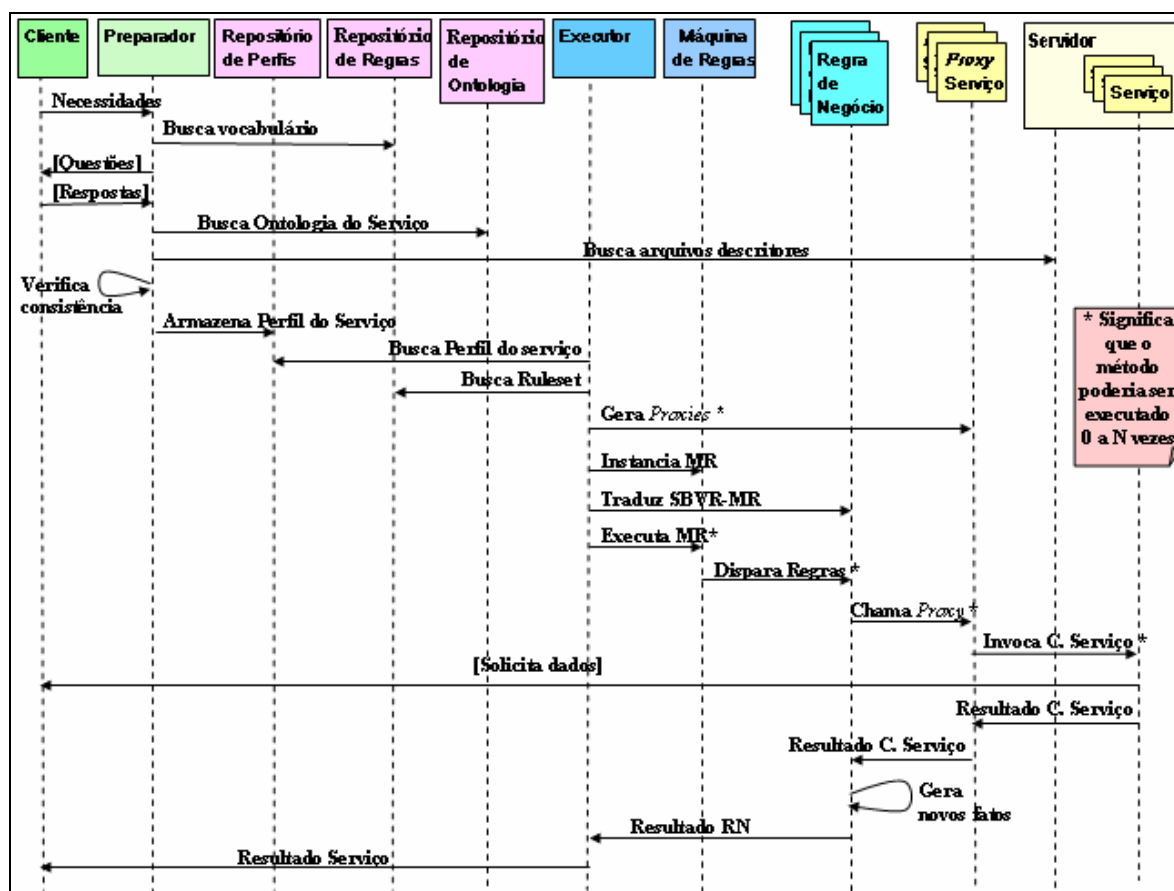 Cliente
Preparador
Repositório
de Perfis
Repositório
de Regras
Repositório
de
Ontologia
Executor
Máquina
de Regras
Regra
de
Negócio
Proxy
Serviço
Servidor
Serviço
Necessidades
Busca vocabulário
[Questões]
[Respostas]
Busca Ontologia do Serviço
Busca arquivos descritores
Verifica
consistência
Armazena Perfil do Serviço
* Significa
que o
método
poderia ser
executado
0 a N vezes
Busca Perfil do serviço
Busca Ruleset
Gera Proxies *
Instancia MR
Traduz SBVR-MR
Executa MR*
Dispara Regras *
Chama Proxy *
Invoca C. Serviço *
[Solicita dados]
Resultado C. Serviço
Resultado C. Serviço
Gera
novos fatos
Resultado RN
Resultado Serviço